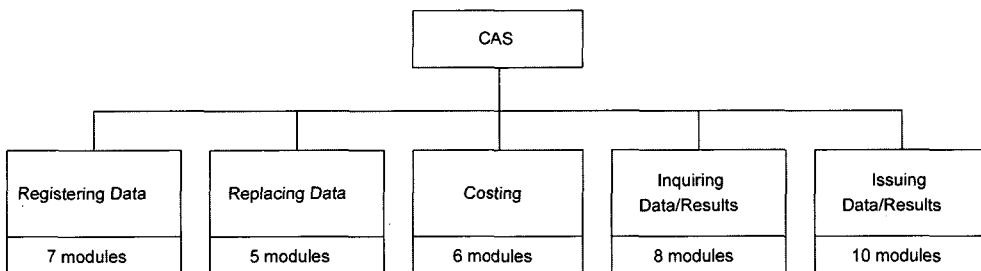 CAS
Registering Data
Replacing Data
Costing
Inquiring
Data/Results
Issuing
Data/Results
7 modules
5 modules
6 modules
8 modules
10 modules